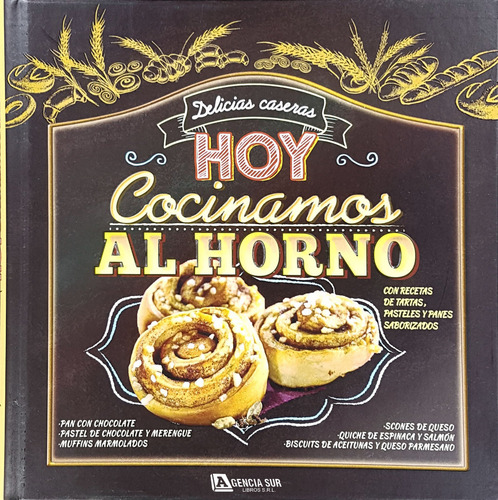 Delicias caseras
HOY
Cocinamos
AL HORNO
CON RECETAS
DE TARTAS,
PASTELES Y PANES
SABORIZADOS
·PAN CON CHOCOLATE
·PASTEL DE CHOCOLATE Y MERENGUE
·MUFFINS MARMOLADOS
·SCONES DE QUESO
·QUICHE DE ESPINACA Y SALMÓN
·BISCUITS DE ACEITUNAS Y QUESO PARMESANO
AGENCIA SUR
LIBROS S.R.L.